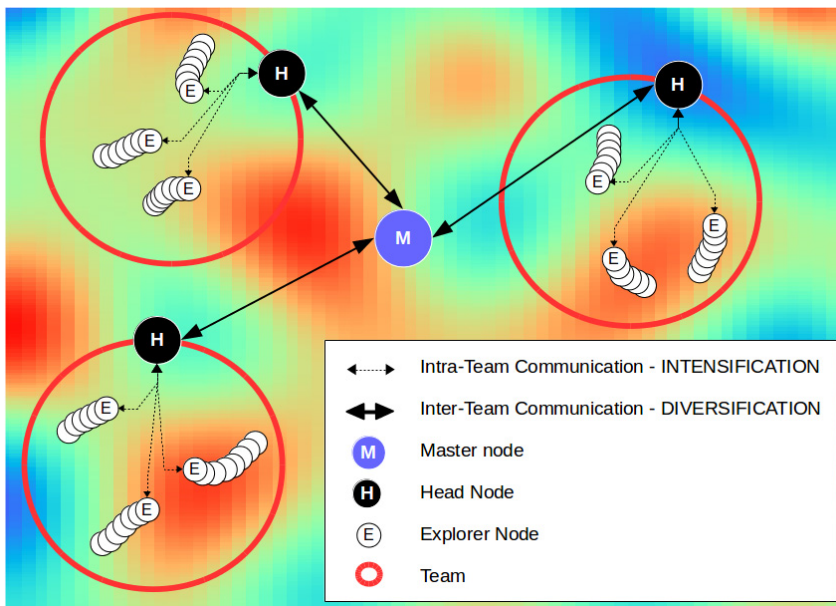 H
H
E
E
E
E
M
E
E
H
E
E
E
Intra-Team Communication - INTENSIFICATION
Inter-Team Communication - DIVERSIFICATION
M Master node
H Head Node
E Explorer Node
Team